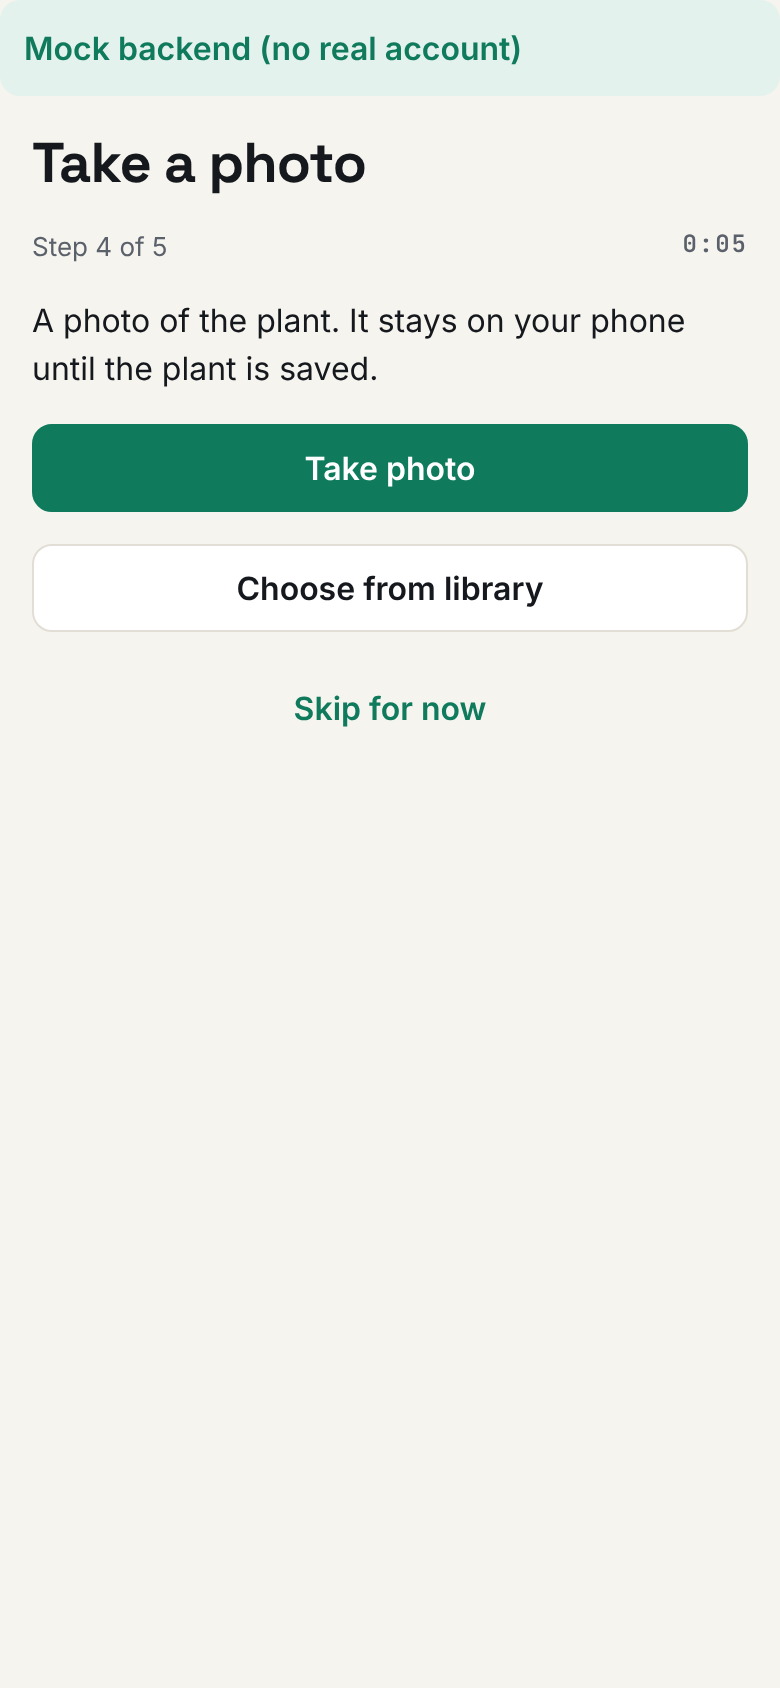 Mock backend (no real account)
Take a photo
Step 4 of 5
0:05
A photo of the plant. It stays on your phone
until the plant is saved.
Take photo
Choose from library
Skip for now